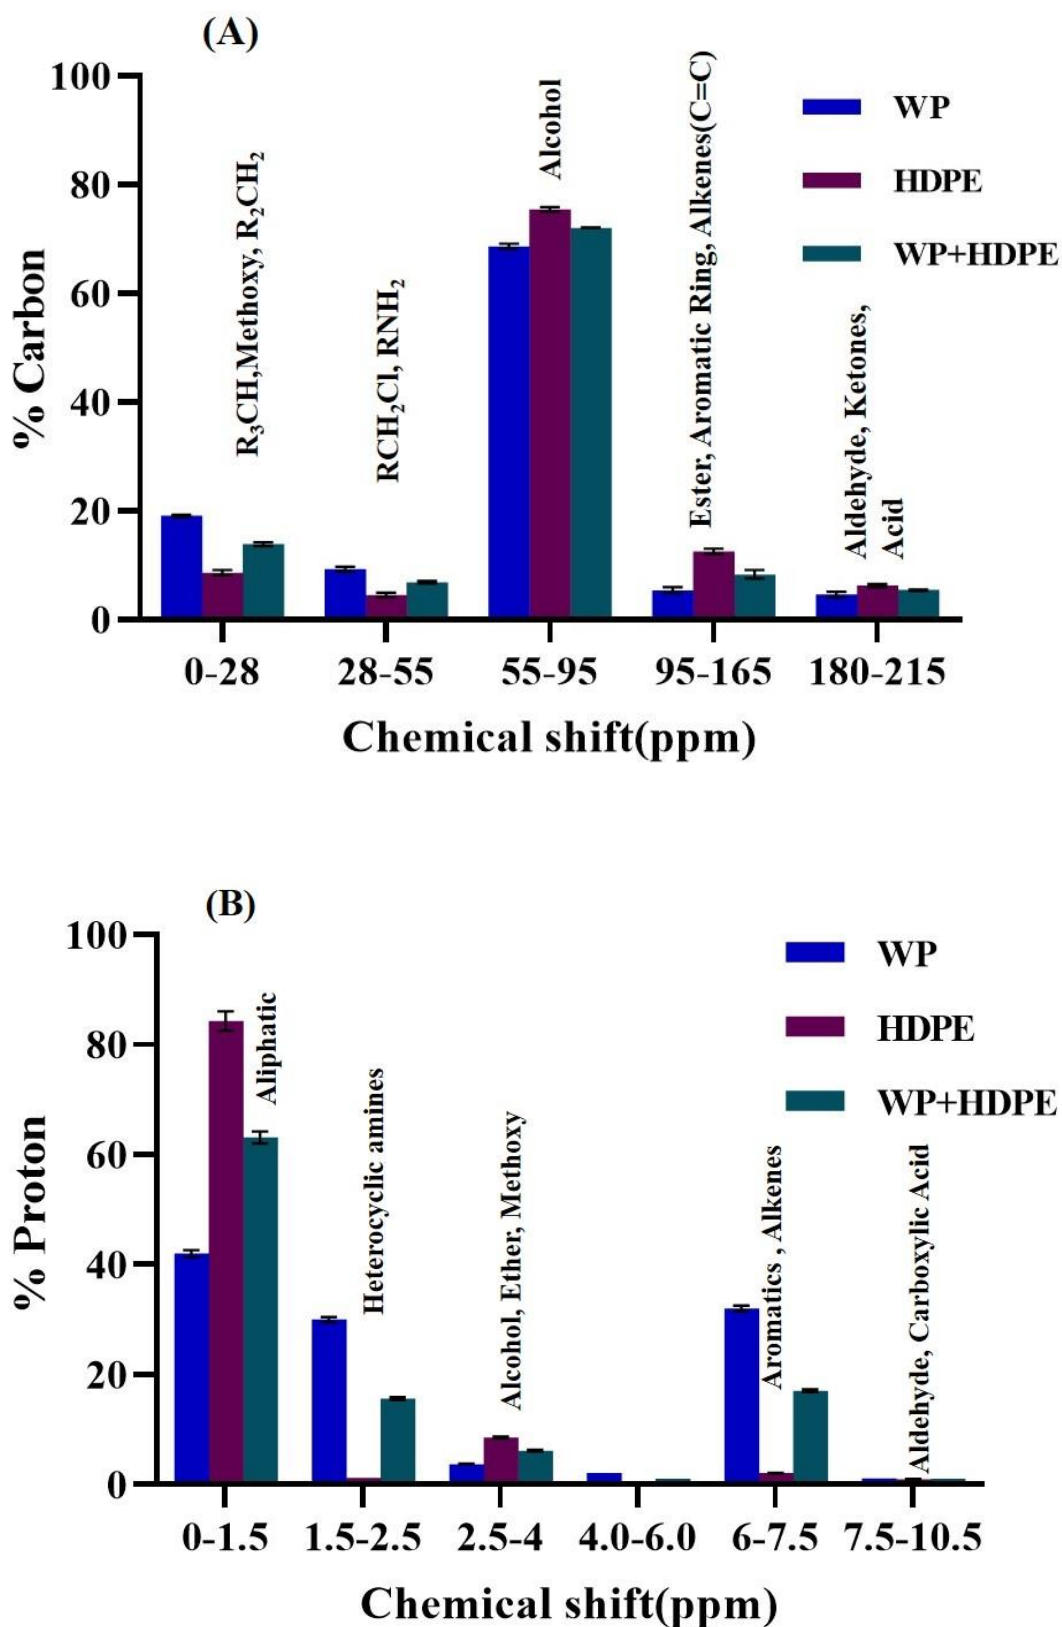 (A)
100
80
60
40
20
0
% Carbon
R₃CH,Methoxy, R₂CH₂
RCH₂Cl, RNH₂
Alcohol
Ester, Aromatic Ring, Alkenes(C=C)
Aldehyde, Ketones,
Acid
WP
HDPE
WP+HDPE
0-28 28-55 55-95 95-165 180-215
Chemical shift(ppm)
(B)
100
80
60
40
20
0
% Proton
Aliphatic
Heterocyclic amines
Alcohol, Ether, Methoxy
Aromatics , Alkenes
Aldehyde, Carboxylic Acid
WP
HDPE
WP+HDPE
0-1.5 1.5-2.5 2.5-4 4.0-6.0 6-7.5 7.5-10.5
Chemical shift(ppm)